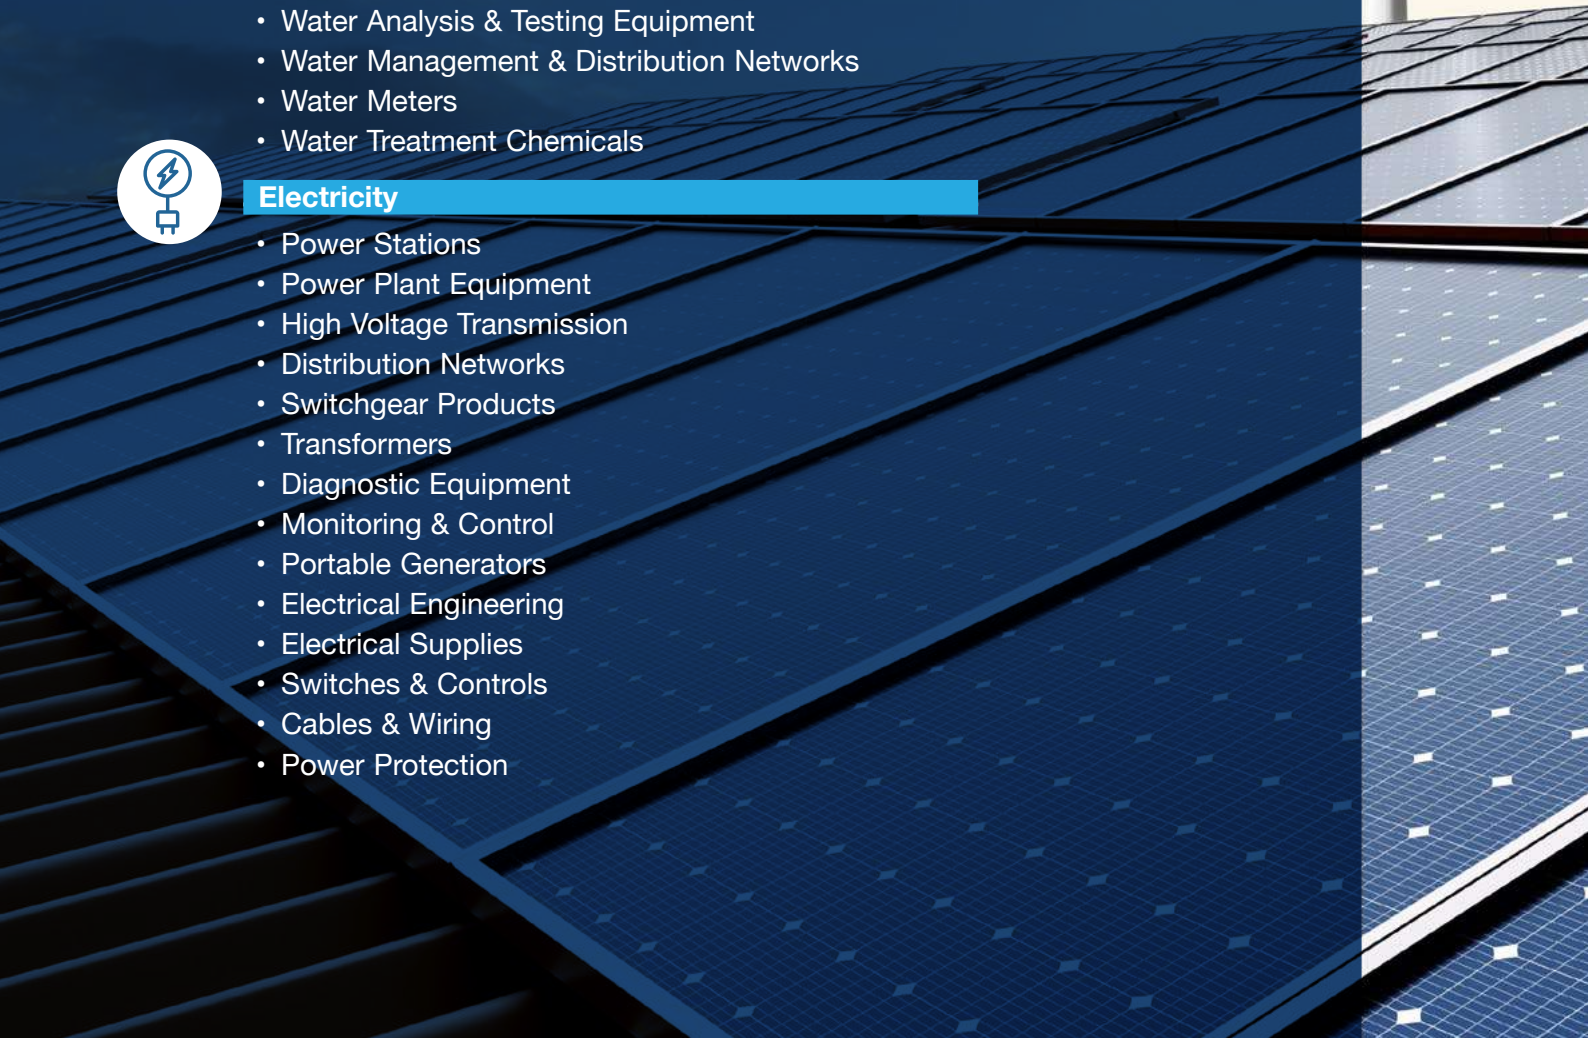 • Water Analysis & Testing Equipment
• Water Management & Distribution Networks
• Water Meters
• Water Treatment Chemicals
Electricity
• Power Stations
• Power Plant Equipment
• High Voltage Transmission
• Distribution Networks
• Switchgear Products
• Transformers
• Diagnostic Equipment
• Monitoring & Control
• Portable Generators
• Electrical Engineering
• Electrical Supplies
• Switches & Controls
• Cables & Wiring
• Power Protection